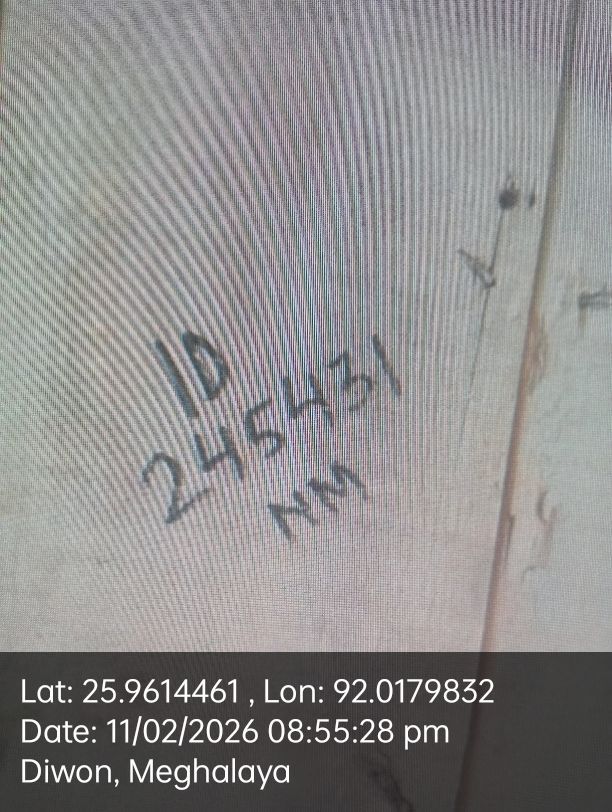 ID
245431
NM
Lat: 25.9614461 , Lon: 92.0179832
Date: 11/02/2026 08:55:28 pm
Diwon, Meghalaya